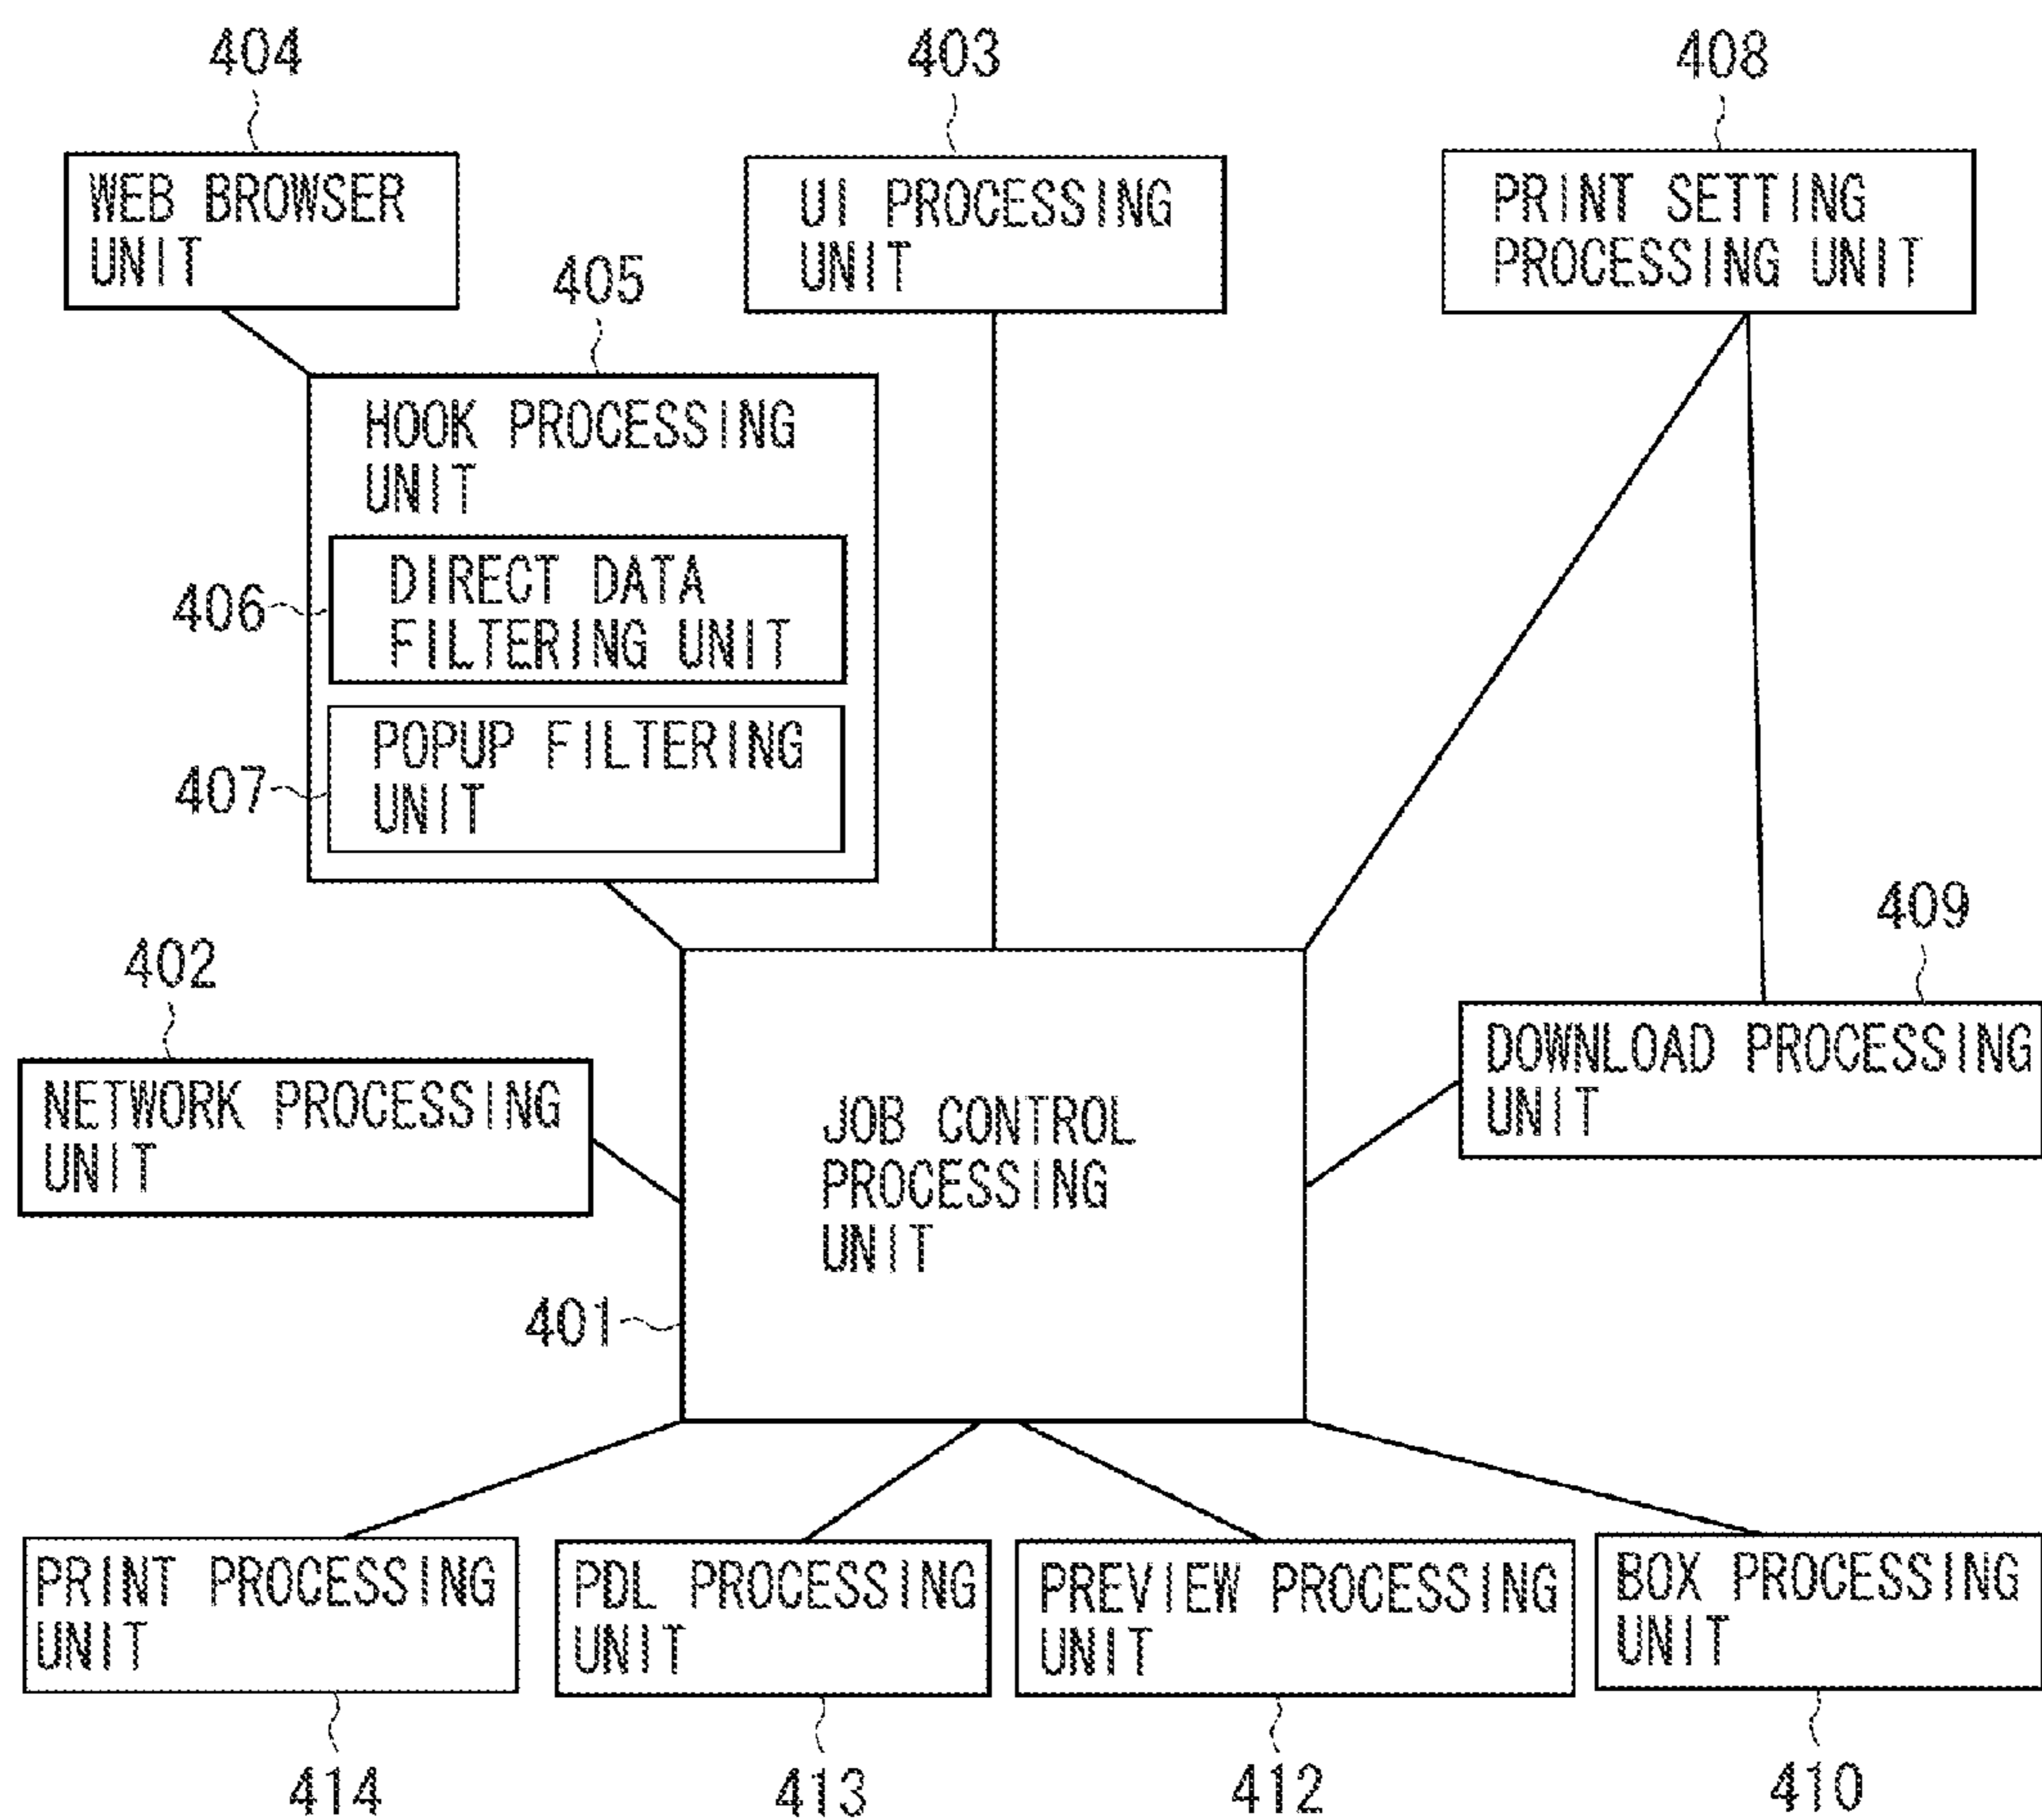 404
403
408
WEB BROWSER
UNIT
UI PROCESSING
UNIT
PRINT SETTING
PROCESSING UNIT
405
HOOK PROCESSING
UNIT
406
DIRECT DATA
FILTERING UNIT
407
POPUP FILTERING
UNIT
402
NETWORK PROCESSING
UNIT
409
DOWNLOAD PROCESSING
UNIT
JOB CONTROL
PROCESSING
UNIT
401
PRINT PROCESSING
UNIT
PDL PROCESSING
UNIT
PREVIEW PROCESSING
UNIT
BOX PROCESSING
UNIT
414
413
412
410